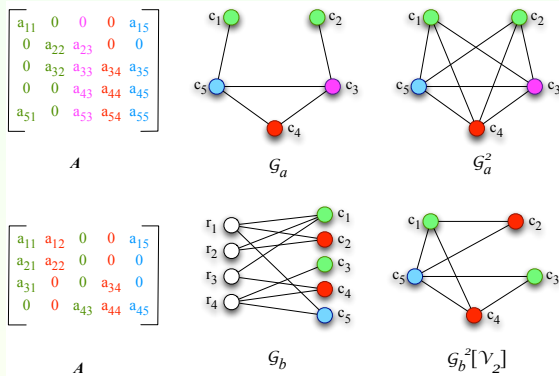 a11 0 0 0 a15
0 a22 a23 0 0
0 a32 a33 a34 a35
0 0 a43 a44 a45
a51 0 a53 a54 a55
A
c1 c2
c5 c3
c4
Ga
c1 c2
c5 c3
c4
Ga2
a11 a12 0 0 a15
a21 a22 0 0 0
a31 0 0 a34 0
0 0 a43 a44 a45
A
r1 c1
r2 c2
r3 c3
r4 c4
c5
Gb
c1 c2
c5 c3
c4
Gb2[V2]